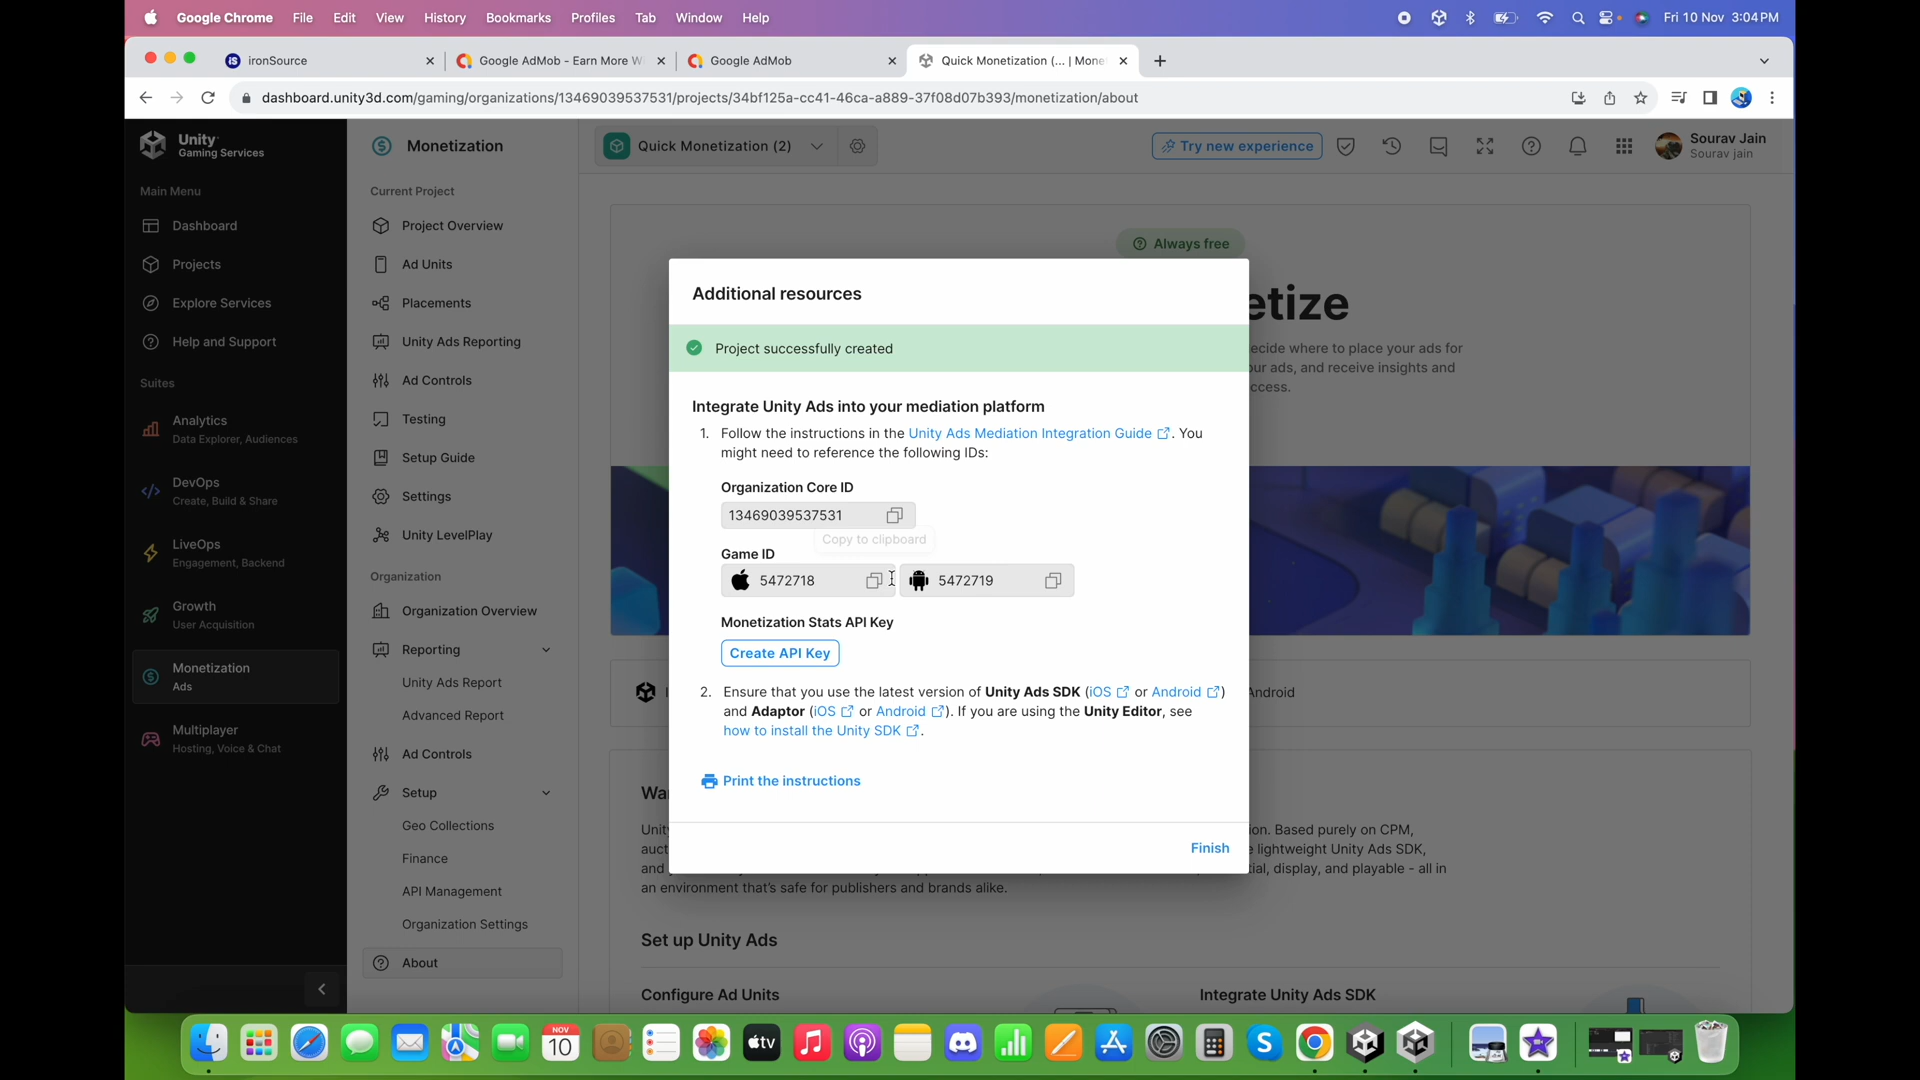 Google Chrome File Edit View History Bookmarks Profiles Tab Window Help Fri 10 Nov 3:04 PM
ironSource Google AdMob - Earn More W Google AdMob Quick Monetization (... | Mone
dashboard.unity3d.com/gaming/organizations/13469039537531/projects/34bf125a-cc41-46ca-a889-37f08d07b393/monetization/about
Unity
Gaming Services
Main Menu
Dashboard
Projects
Explore Services
Help and Support
Suites
Analytics
Data Explorer, Audiences
DevOps
Create, Build & Share
LiveOps
Engagement, Backend
Growth
User Acquisition
Monetization
Ads
Multiplayer
Hosting, Voice & Chat
Monetization
Current Project
Project Overview
Ad Units
Placements
Unity Ads Reporting
Ad Controls
Testing
Setup Guide
Settings
Unity LevelPlay
Organization
Organization Overview
Reporting
Unity Ads Report
Advanced Report
Ad Controls
Setup
Geo Collections
Finance
API Management
Organization Settings
About
Quick Monetization (2)
Try new experience
Sourav Jain
Sourav jain
Always free
etize
ecide where to place your ads for
our ads, and receive insights and
ccess.
Additional resources
Project successfully created
Integrate Unity Ads into your mediation platform
1. Follow the instructions in the Unity Ads Mediation Integration Guide. You
might need to reference the following IDs:
Organization Core ID
13469039537531
Copy to clipboard
Game ID
5472718 5472719
Monetization Stats API Key
Create API Key
2. Ensure that you use the latest version of Unity Ads SDK (iOS or Android)
and Adaptor (iOS or Android). If you are using the Unity Editor, see
how to install the Unity SDK.
Print the instructions
Finish
Android
Wa
Unit ion. Based purely on CPM,
auct e lightweight Unity Ads SDK,
and tial, display, and playable - all in
an environment that's safe for publishers and brands alike.
Set up Unity Ads
Configure Ad Units Integrate Unity Ads SDK
NOV
10
tv